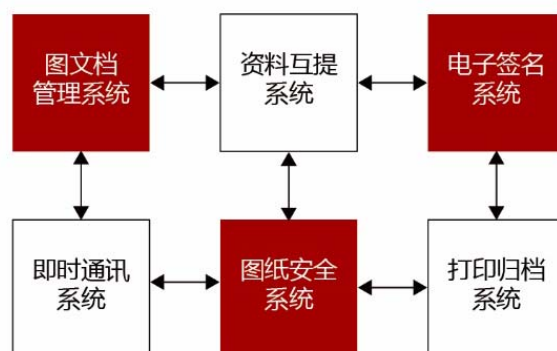 图文档
管理系统
资料互提
系统
电子签名
系统
即时通讯
系统
图纸安全
系统
打印归档
系统